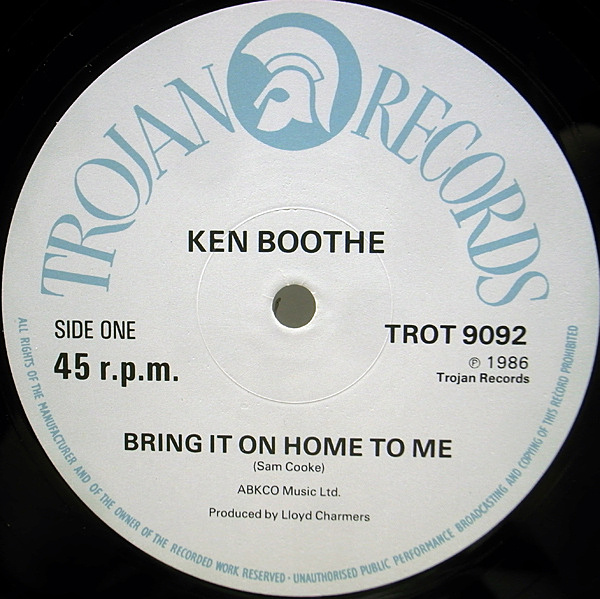 TROJAN RECORDS
KEN BOOTHE
SIDE ONE
45 r.p.m.
TROT 9092
℗ 1986
Trojan Records
BRING IT ON HOME TO ME
(Sam Cooke)
ABKCO Music Ltd.
Produced by Lloyd Charmers
ALL RIGHTS OF THE MANUFACTURER AND OF THE OWNER OF THE RECORDED WORK RESERVED · UNAUTHORISED PUBLIC PERFORMANCE BROADCASTING AND COPYING OF THIS RECORD PROHIBITED